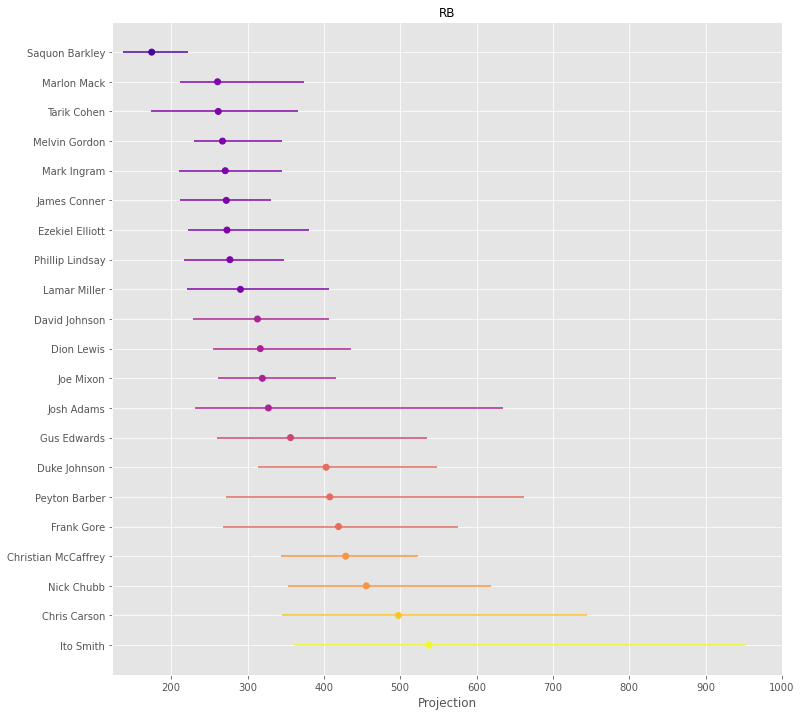 RB
Saquon Barkley
Marlon Mack
Tarik Cohen
Melvin Gordon
Mark Ingram
James Conner
Ezekiel Elliott
Phillip Lindsay
Lamar Miller
David Johnson
Dion Lewis
Joe Mixon
Josh Adams
Gus Edwards
Duke Johnson
Peyton Barber
Frank Gore
Christian McCaffrey
Nick Chubb
Chris Carson
Ito Smith
200 300 400 500 600 700 800 900 1000
Projection